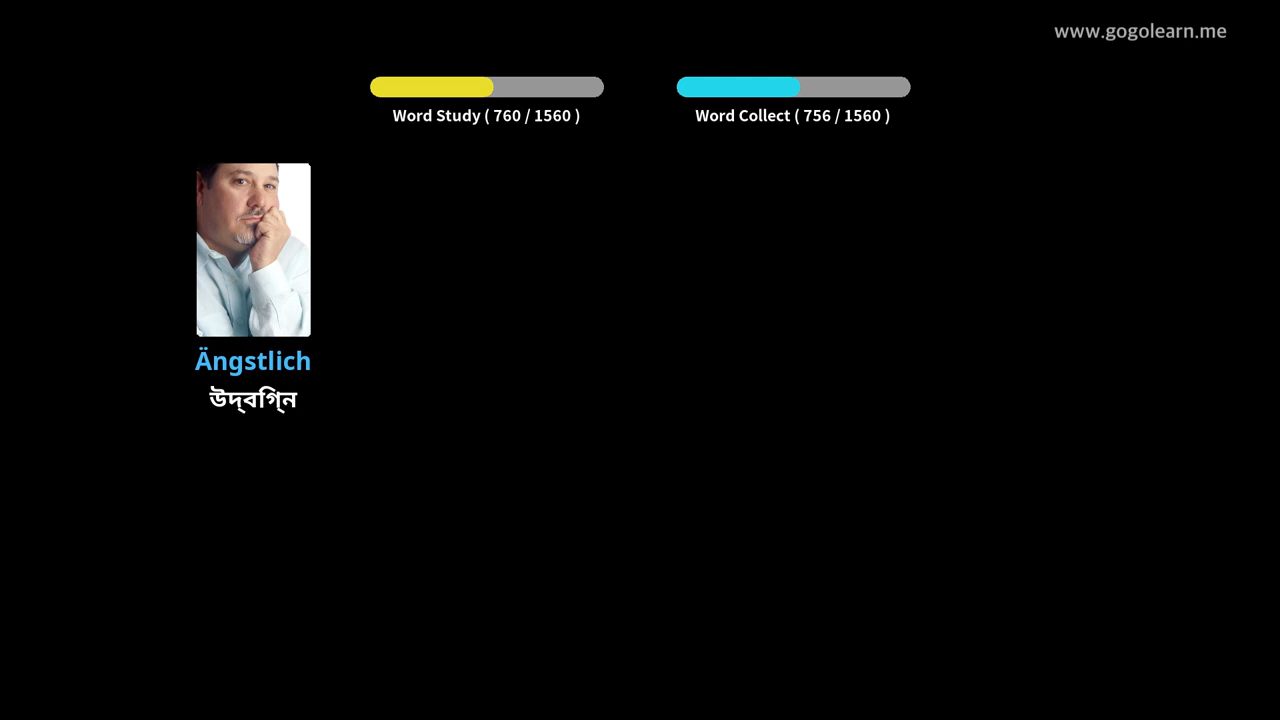 www.gogolearn.me
Word Study ( 760 / 1560 )
Word Collect ( 756 / 1560 )
Ängstlich
উদ্‌বগ্নি